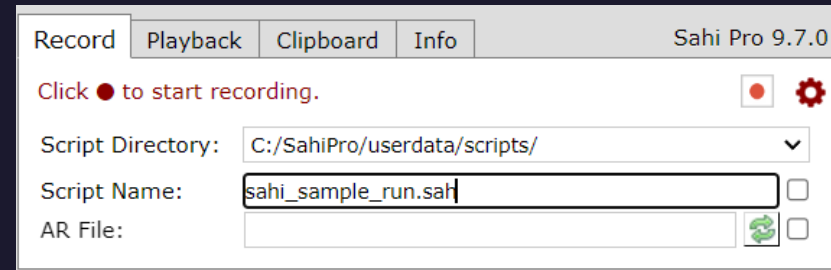 Record Playback Clipboard Info Sahi Pro 9.7.0
Click ● to start recording.
Script Directory: C:/SahiPro/userdata/scripts/
Script Name: sahi_sample_run.sah
AR File: